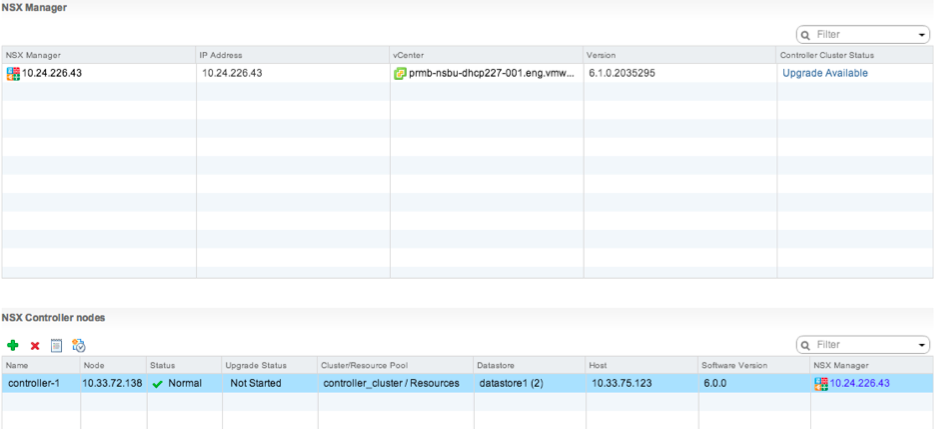 NSX Manager
Filter
NSX Manager IP Address vCenter Version Controller Cluster Status
10.24.226.43 10.24.226.43 prmb-nsbu-dhcp227-001.eng.vmw... 6.1.0.2035295 Upgrade Available
NSX Controller nodes
Filter
Name Node Status Upgrade Status Cluster/Resource Pool Datastore Host Software Version NSX Manager
controller-1 10.33.72.138 Normal Not Started controller_cluster / Resources datastore1 (2) 10.33.75.123 6.0.0 10.24.226.43